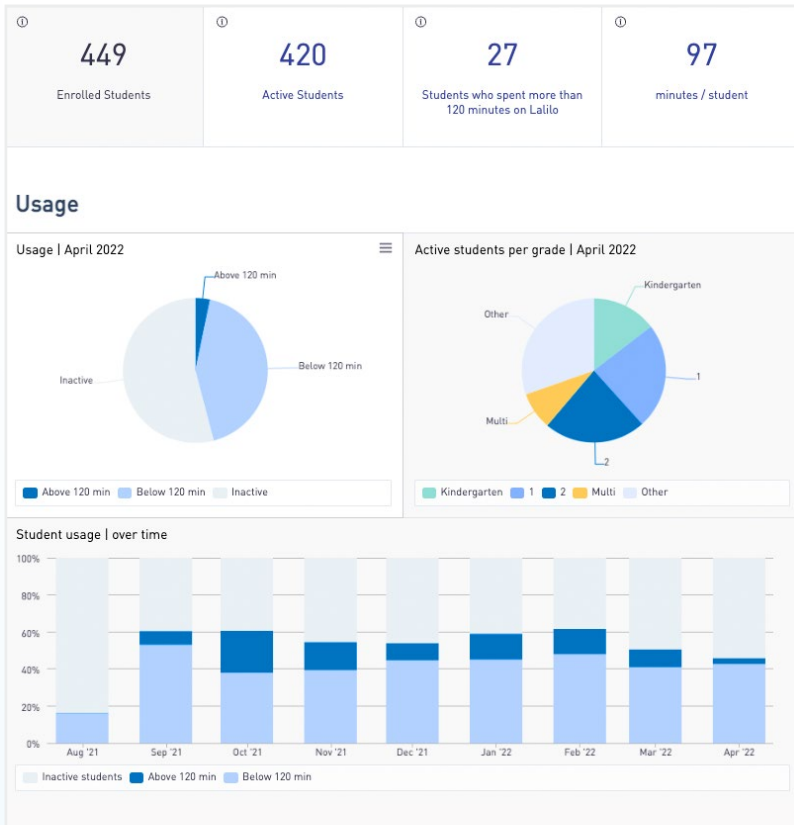 449
Enrolled Students
420
Active Students
27
Students who spent more than
120 minutes on Lalilo
97
minutes / student
Usage
Usage | April 2022
Above 120 min
Below 120 min
Inactive
Above 120 min Below 120 min Inactive
Active students per grade | April 2022
Kindergarten
Other
1
Multi
2
Kindergarten 1 2 Multi Other
Student usage | over time
100%
80%
60%
40%
20%
0%
Aug '21 Sep '21 Oct '21 Nov '21 Dec '21 Jan '22 Feb '22 Mar '22 Apr '22
Inactive students Above 120 min Below 120 min